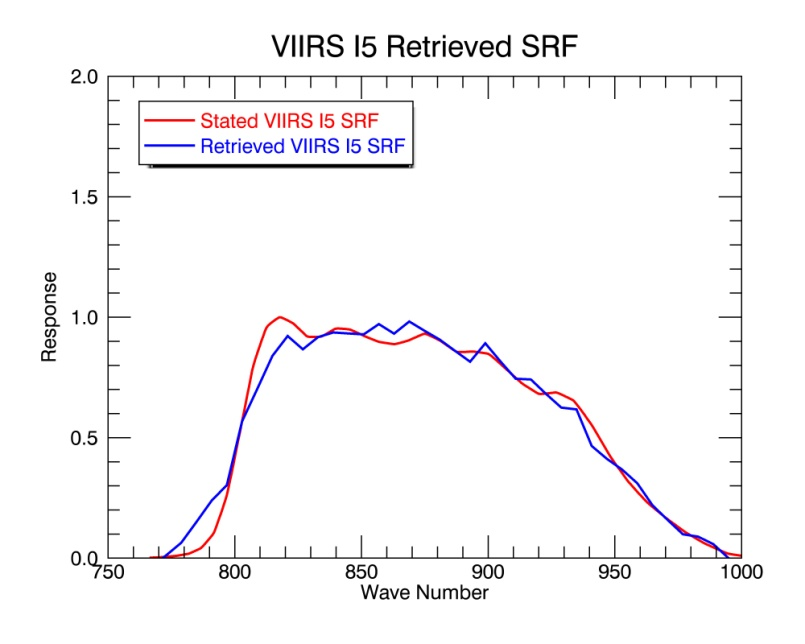 VIIRS I5 Retrieved SRF
2.0
Stated VIIRS I5 SRF
Retrieved VIIRS I5 SRF
1.5
1.0
Response
0.5
0.0
750 800 850 900 950 1000
Wave Number